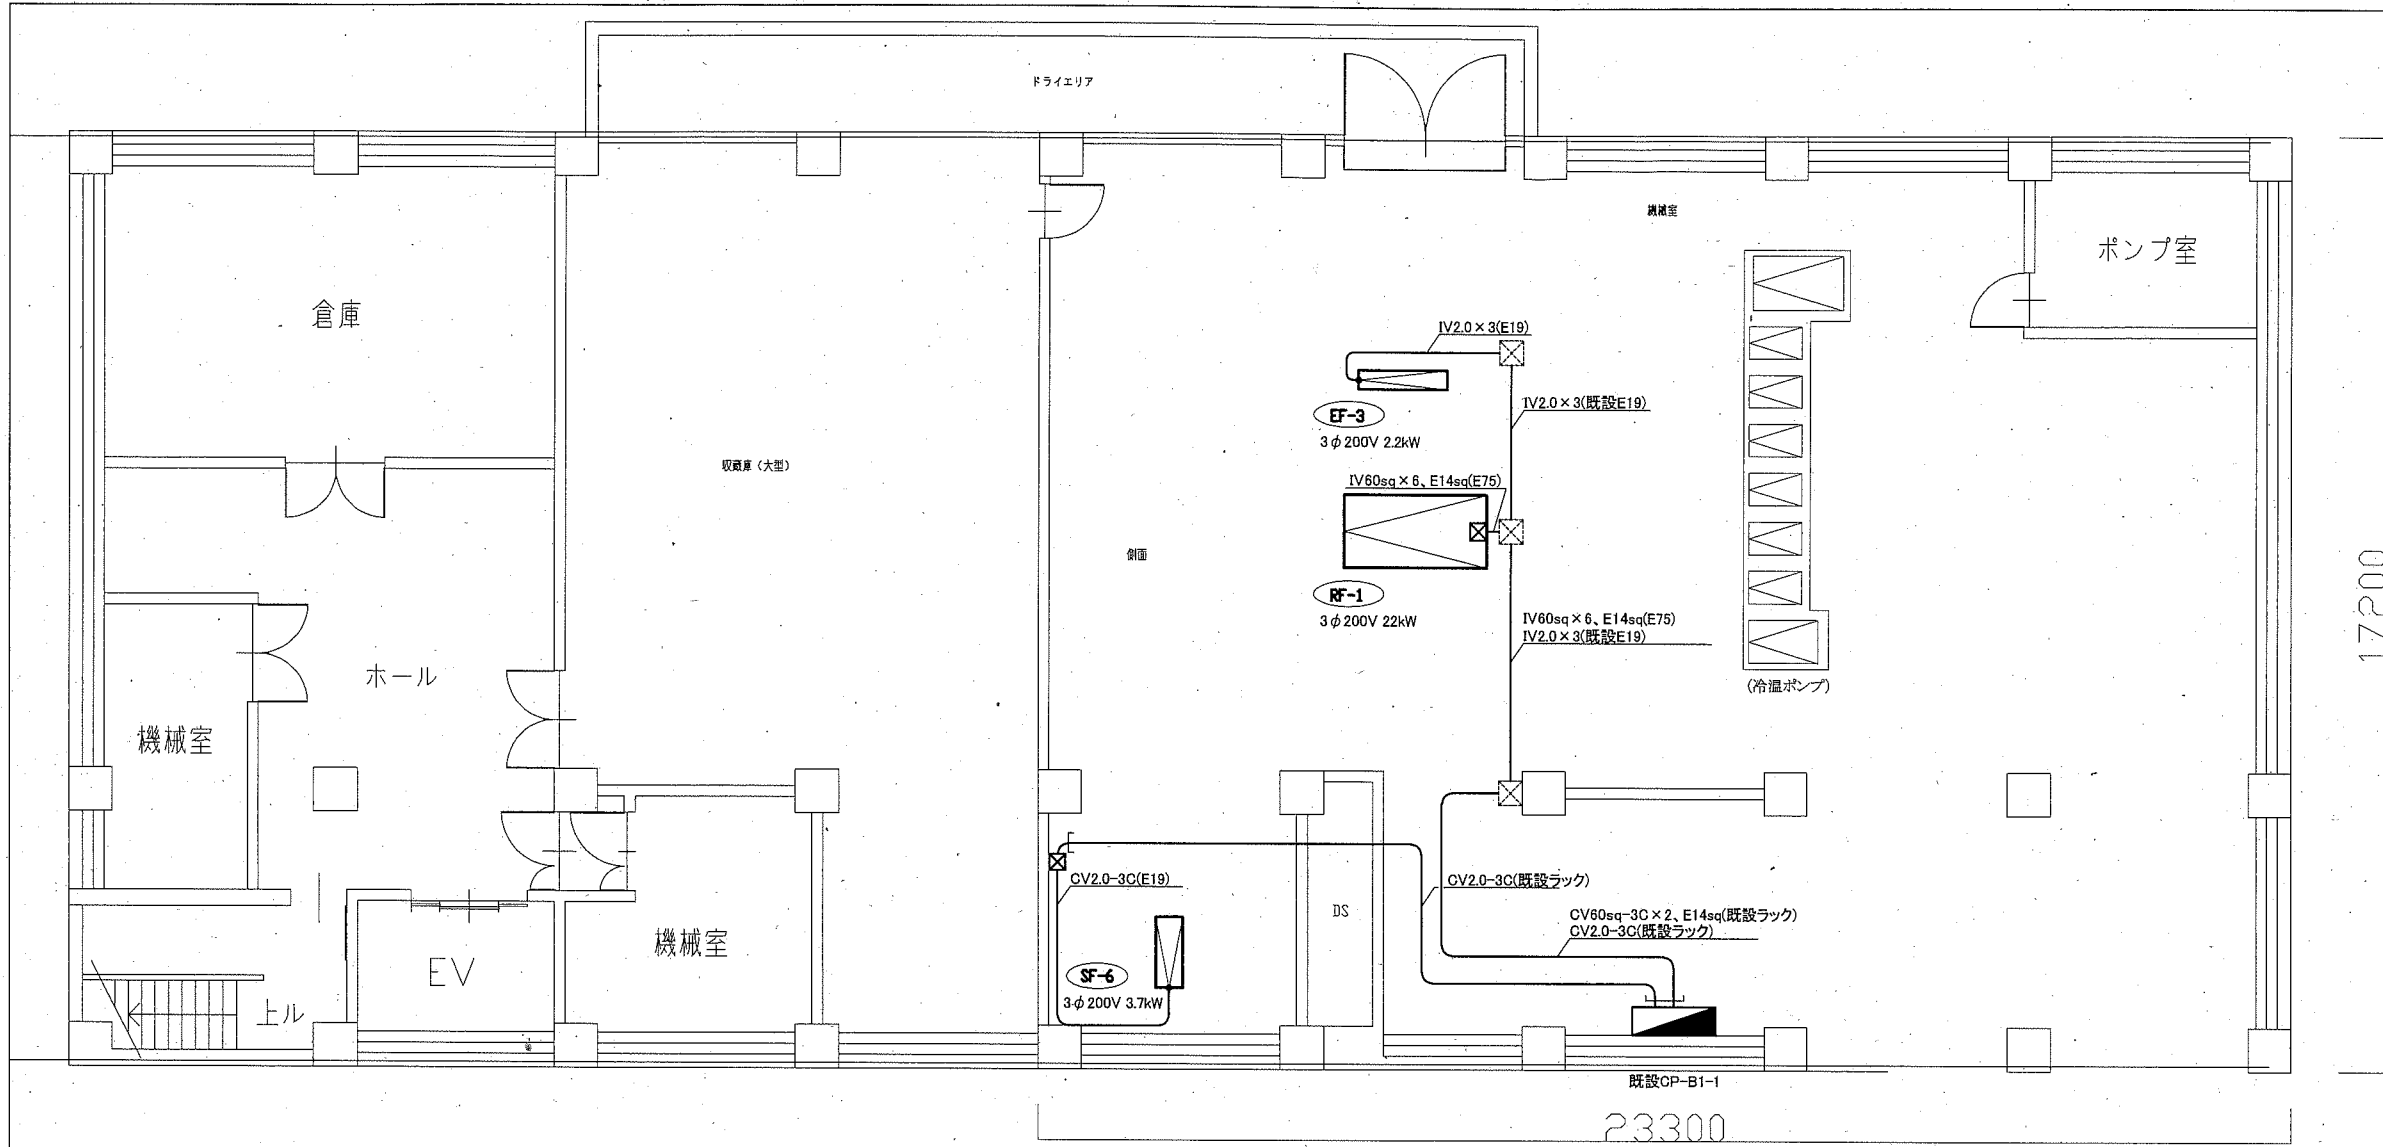 ドライエリア
機械室
ポンプ室
倉庫
IV2.0×3(E19)
EF-3
3φ200V 2.2kW
IV2.0×3(既設E19)
収蔵庫（大型）
IV60sq×6、E14sq(E75)
側面
RF-1
3φ200V 22kW
IV60sq×6、E14sq(E75)
IV2.0×3(既設E19)
17200
ホール
(冷温ポンプ)
機械室
CV2.0-3C(E19)
CV2.0-3C(既設ラック)
DS
CV60sq-3C×2、E14sq(既設ラック)
CV2.0-3C(既設ラック)
機械室
EV
SF-6
3φ200V 3.7kW
上ル
既設CP-B1-1
23300